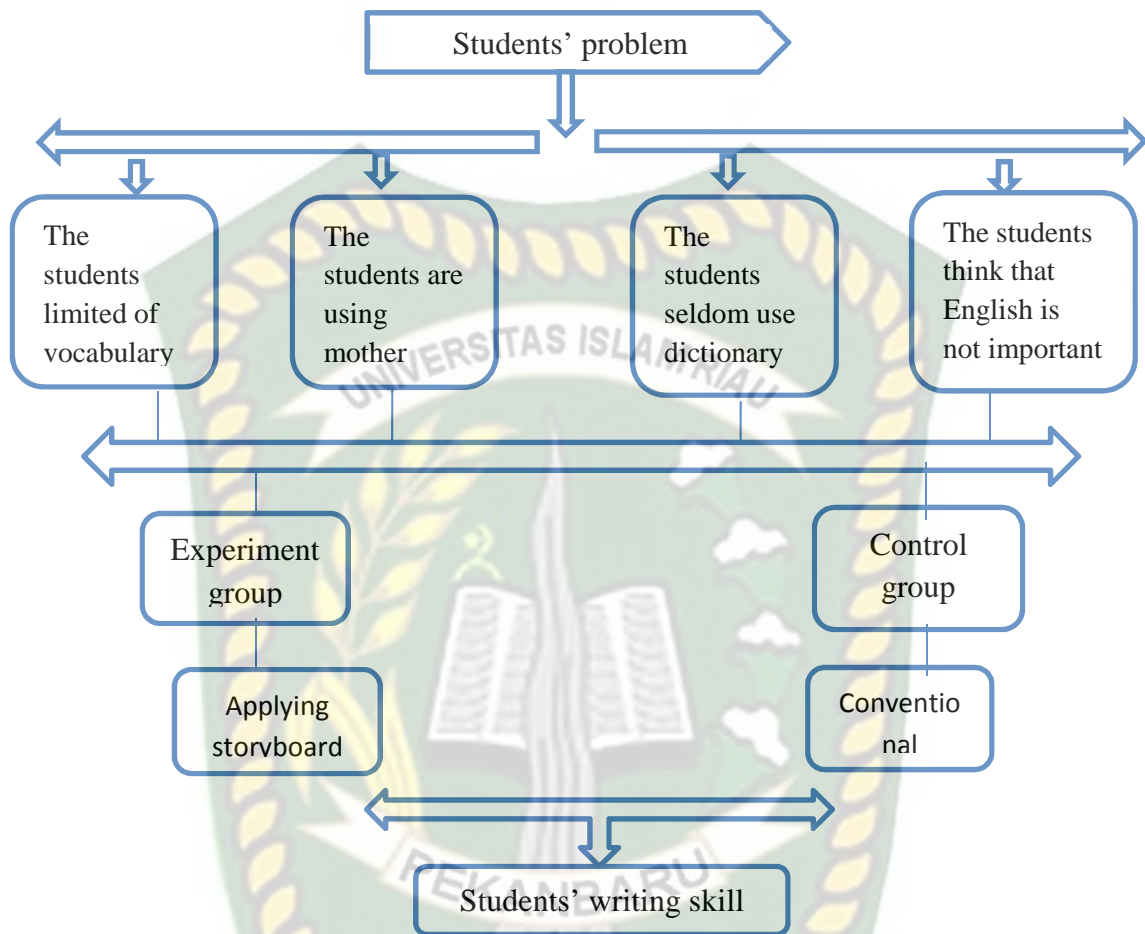 Students’ problem
The
students
limited of
vocabulary
The
students are
using
mother
The
students
seldom use
dictionary
The students
think that
English is
not important
UNIVERSITAS ISLAM RIAU
Experiment
group
Control
group
Applying
storyboard
Conventio
nal
PEKANBARU
Students’ writing skill